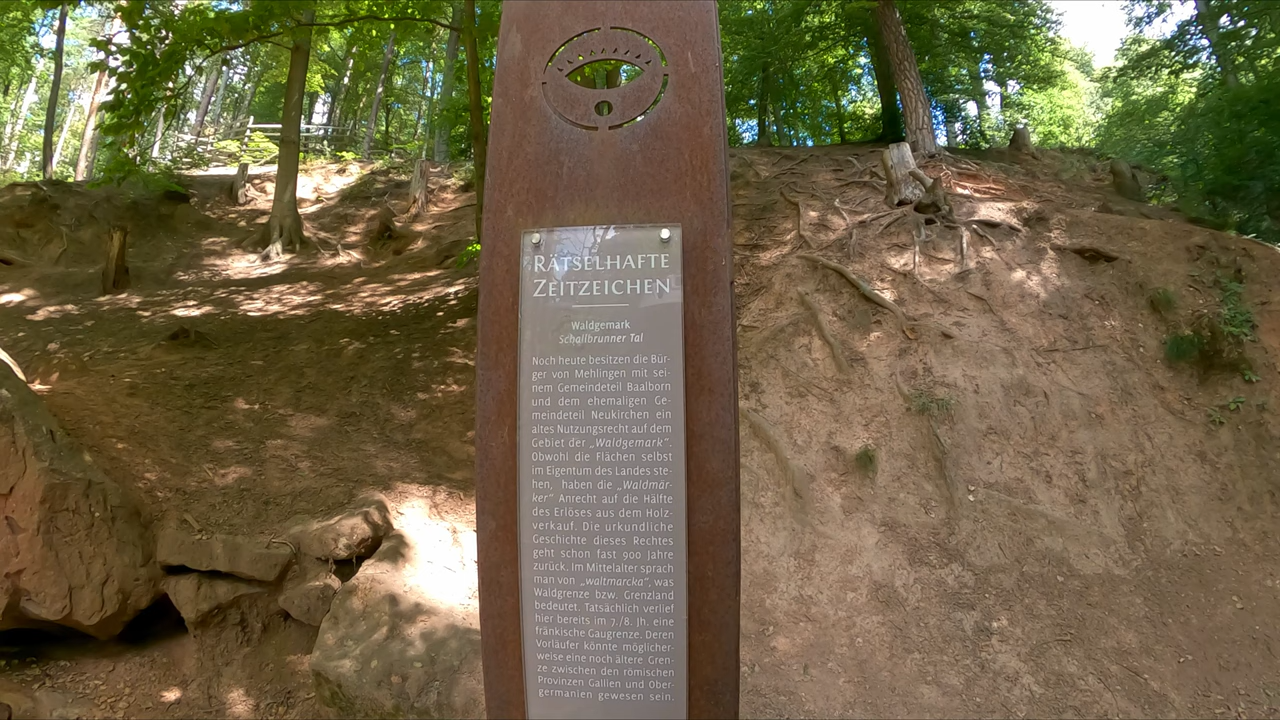 RÄTSELHAFTE
ZEITZEICHEN
Waldgemark
Schallbrunner Tal
Noch heute besitzen die Bür-
ger von Mehlingen mit sei-
nem Gemeindeteil Baalborn
und dem ehemaligen Ge-
meindeteil Neukirchen ein
altes Nutzungsrecht auf dem
Gebiet der „Waldgemark".
Obwohl die Flächen selbst
im Eigentum des Landes ste-
hen, haben die „Waldmär-
ker" Anrecht auf die Hälfte
des Erlöses aus dem Holz-
verkauf. Die urkundliche
Geschichte dieses Rechtes
geht schon fast 900 Jahre
zurück. Im Mittelalter sprach
man von „waltmarcka", was
Waldgrenze bzw. Grenzland
bedeutet. Tatsächlich verlief
hier bereits im 7./8. Jh. eine
fränkische Gaugrenze. Deren
Vorläufer könnte möglicher-
weise eine noch ältere Gren-
ze zwischen den römischen
Provinzen Gallien und Ober-
germanien gewesen sein.